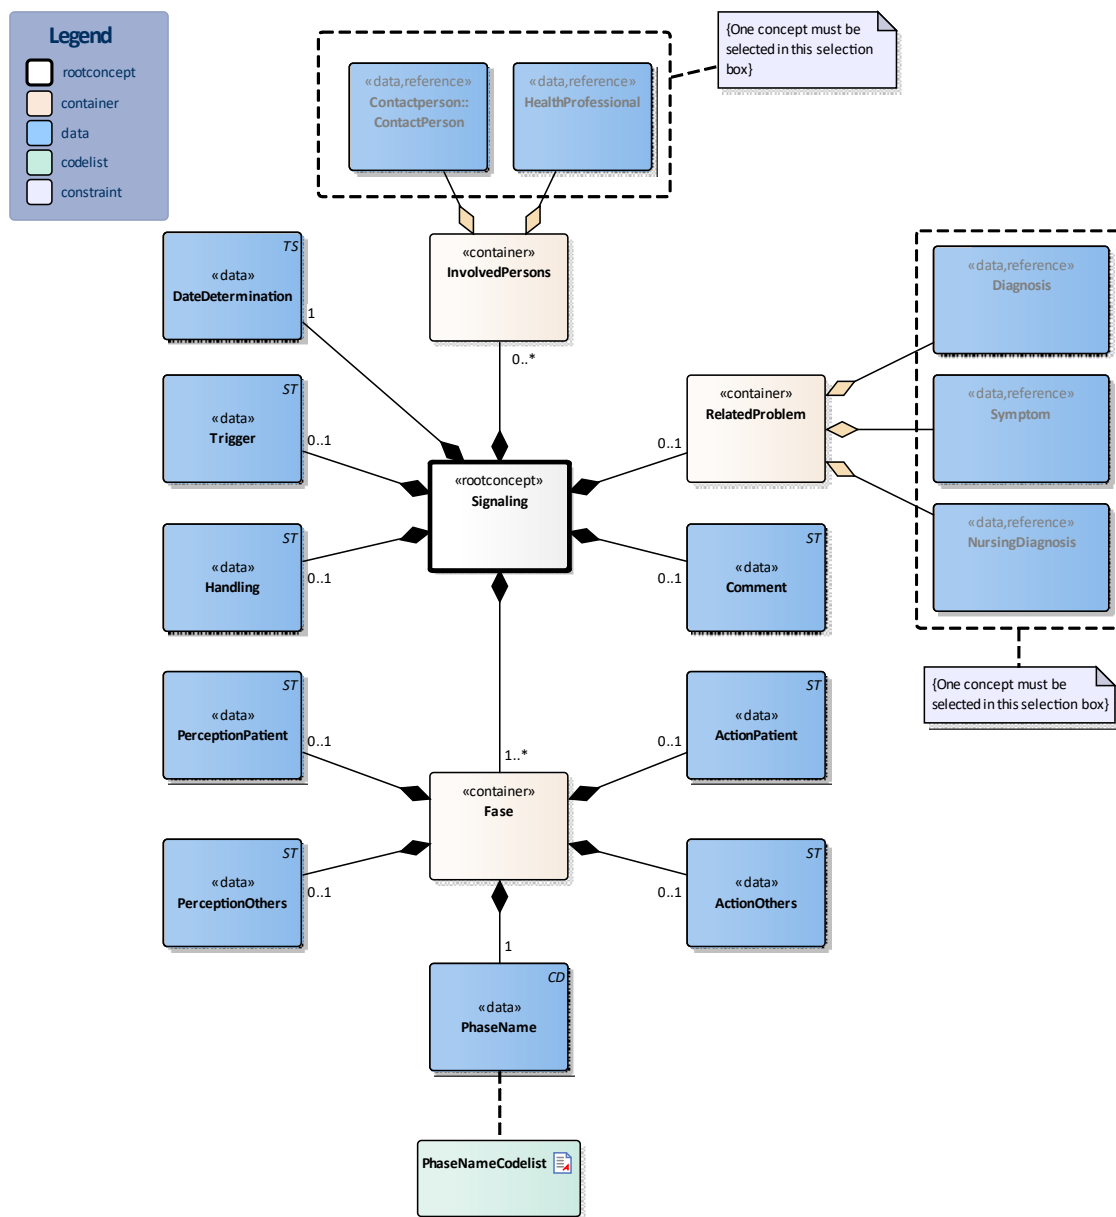 Legend
rootconcept
container
data
codelist
constraint
{One concept must be
selected in this selection
box}
«data,reference»
Contactperson::
ContactPerson
«data,reference»
HealthProfessional
TS
«data»
DateDetermination
1
«container»
InvolvedPersons
0..*
«data,reference»
Diagnosis
ST
«data»
Trigger
0..1
«container»
RelatedProblem
0..1
«data,reference»
Symptom
«rootconcept»
Signaling
ST
«data»
Handling
0..1
ST
«data»
Comment
0..1
«data,reference»
NursingDiagnosis
{One concept must be
selected in this selection box}
ST
«data»
PerceptionPatient
0..1
1..*
ST
«data»
ActionPatient
0..1
«container»
Fase
ST
«data»
PerceptionOthers
0..1
ST
«data»
ActionOthers
0..1
1
CD
«data»
PhaseName
PhaseNameCodelist